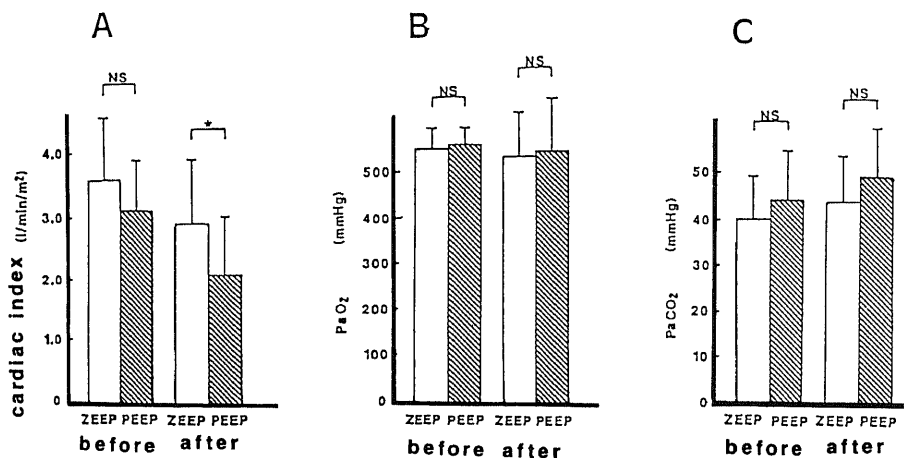 A
NS
*
4.0
3.0
2.0
1.0
0
cardiac index (l/min/m²)
ZEEP PEEP ZEEP PEEP
before after
B
NS
NS
500
400
300
200
100
0
PaO₂ (mmHg)
ZEEP PEEP ZEEP PEEP
before after
C
NS
NS
50
40
30
20
10
0
PaCO₂ (mmHg)
ZEEP PEEP ZEEP PEEP
before after